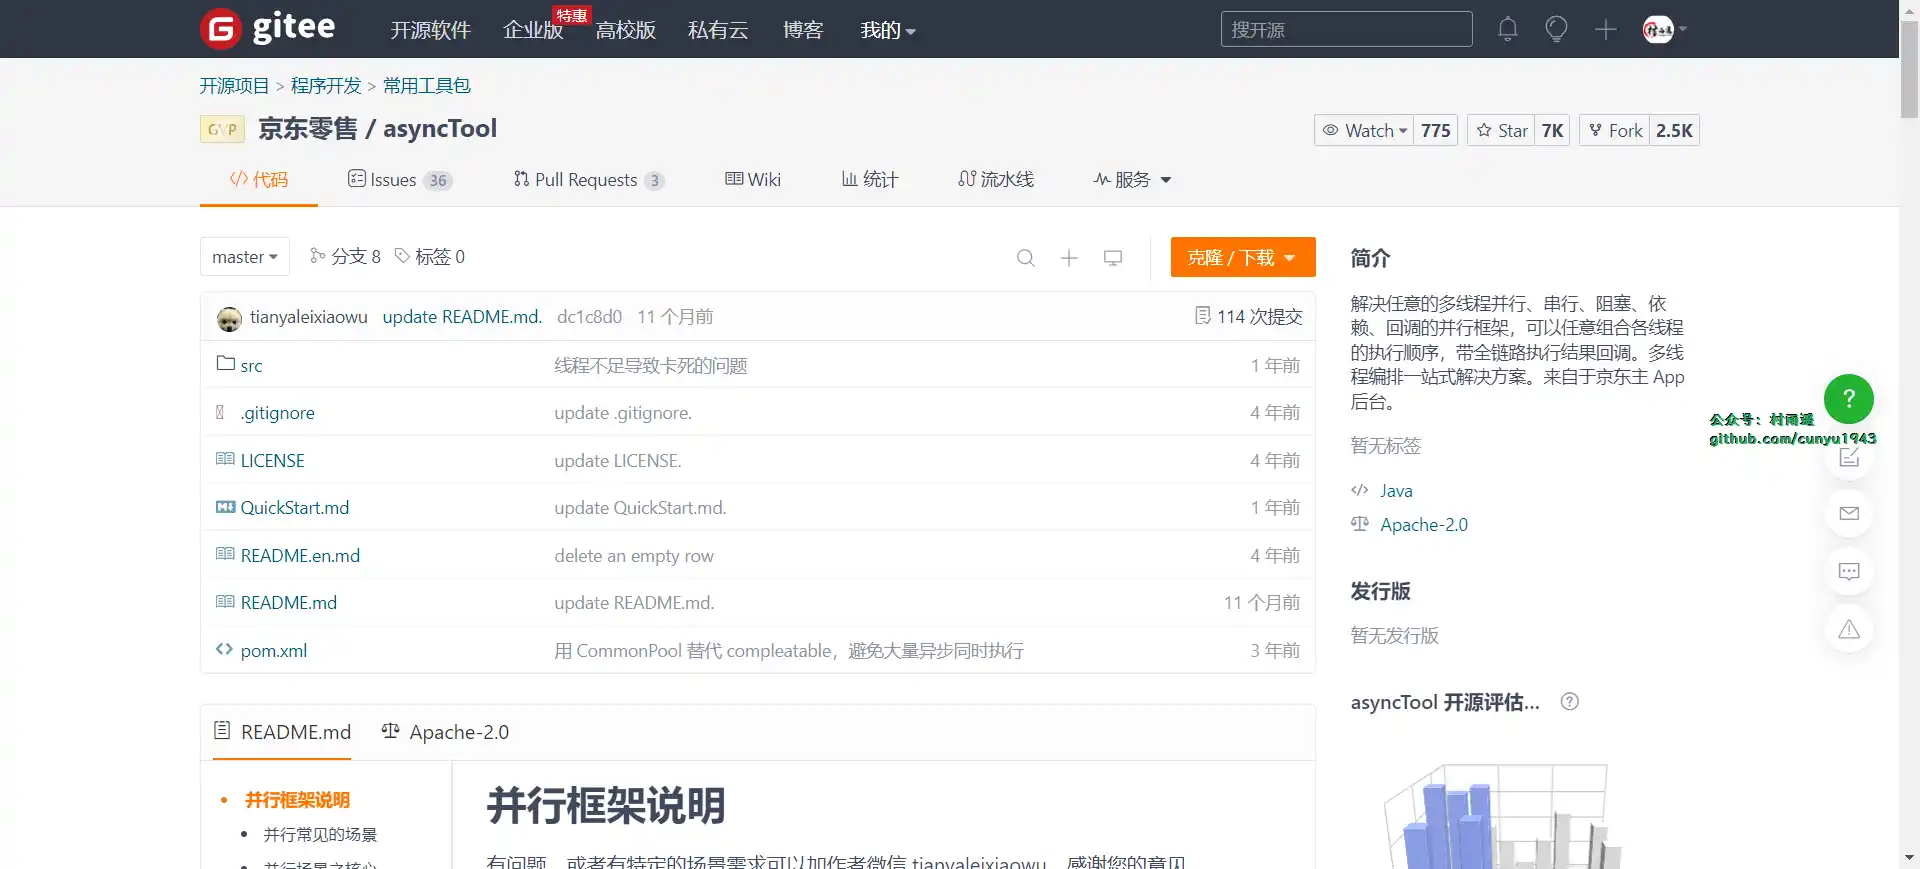 gitee 开源软件 企业版 特惠 高校版 私有云 博客 我的 搜开源
开源项目 > 程序开发 > 常用工具包
GVP 京东零售 / asyncTool Watch 775 Star 7K Fork 2.5K
代码 Issues 36 Pull Requests 3 Wiki 统计 流水线 服务
master 分支 8 标签 0 克隆 / 下载
tianyaleixiaowu update README.md. dc1c8d0 11 个月前 114 次提交
src 线程不足导致卡死的问题 1 年前
.gitignore update .gitignore. 4 年前
LICENSE update LICENSE. 4 年前
QuickStart.md update QuickStart.md. 1 年前
README.en.md delete an empty row 4 年前
README.md update README.md. 11 个月前
pom.xml 用 CommonPool 替代 compleatable，避免大量异步同时执行 3 年前
README.md Apache-2.0
并行框架说明
并行常见的场景
并行场景之核心
并行框架说明
有问题，或者有特定的场景需求可以加作者微信 tianyaleixiaowu，感谢您的意见
简介
解决任意的多线程并行、串行、阻塞、依
赖、回调的并行框架，可以任意组合各线程
的执行顺序，带全链路执行结果回调。多线
程编排一站式解决方案。来自于京东主 App
后台。
暂无标签
Java
Apache-2.0
发行版
暂无发行版
asyncTool 开源评估...
?
公众号：村雨遥
github.com/cunyu1943